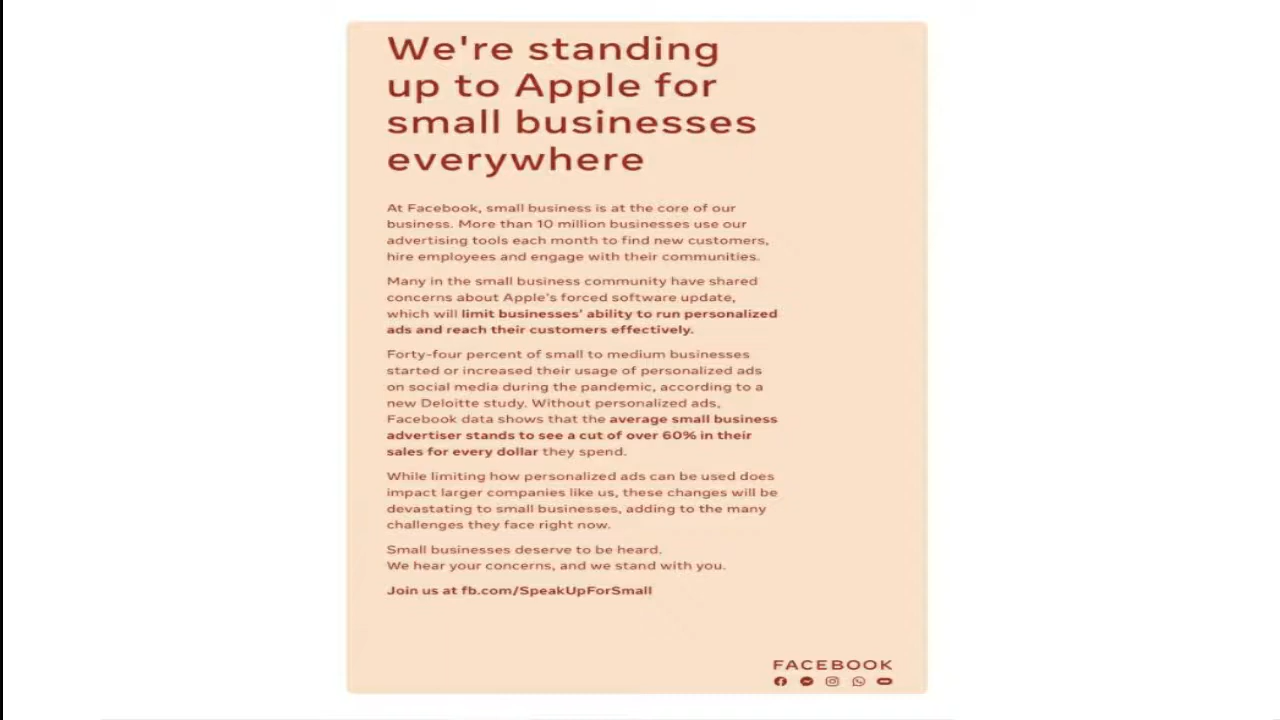 We're standing
up to Apple for
small businesses
everywhere
At Facebook, small business is at the core of our
business. More than 10 million businesses use our
advertising tools each month to find new customers,
hire employees and engage with their communities.
Many in the small business community have shared
concerns about Apple's forced software update,
which will limit businesses' ability to run personalized
ads and reach their customers effectively.
Forty-four percent of small to medium businesses
started or increased their usage of personalized ads
on social media during the pandemic, according to a
new Deloitte study. Without personalized ads,
Facebook data shows that the average small business
advertiser stands to see a cut of over 60% in their
sales for every dollar they spend.
While limiting how personalized ads can be used does
impact larger companies like us, these changes will be
devastating to small businesses, adding to the many
challenges they face right now.
Small businesses deserve to be heard.
We hear your concerns, and we stand with you.
Join us at fb.com/SpeakUpForSmall
FACEBOOK